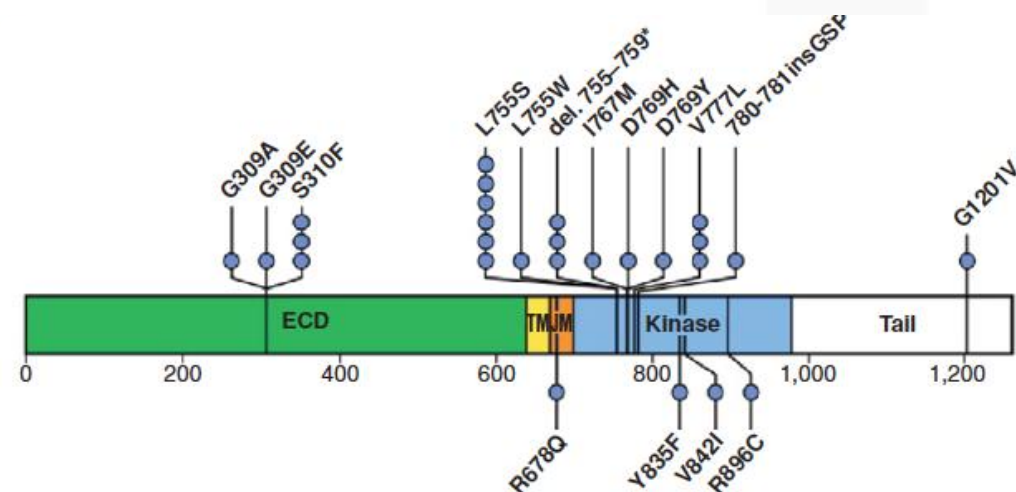 G309A
G309E
S310F
L755S
L755W
del. 755–759*
I767M
D769H
D769Y
V777L
780-781insGSP
G1201V
ECD
TM
JM
Kinase
Tail
0
200
400
600
800
1,000
1,200
R678Q
Y835F
V842I
R896C